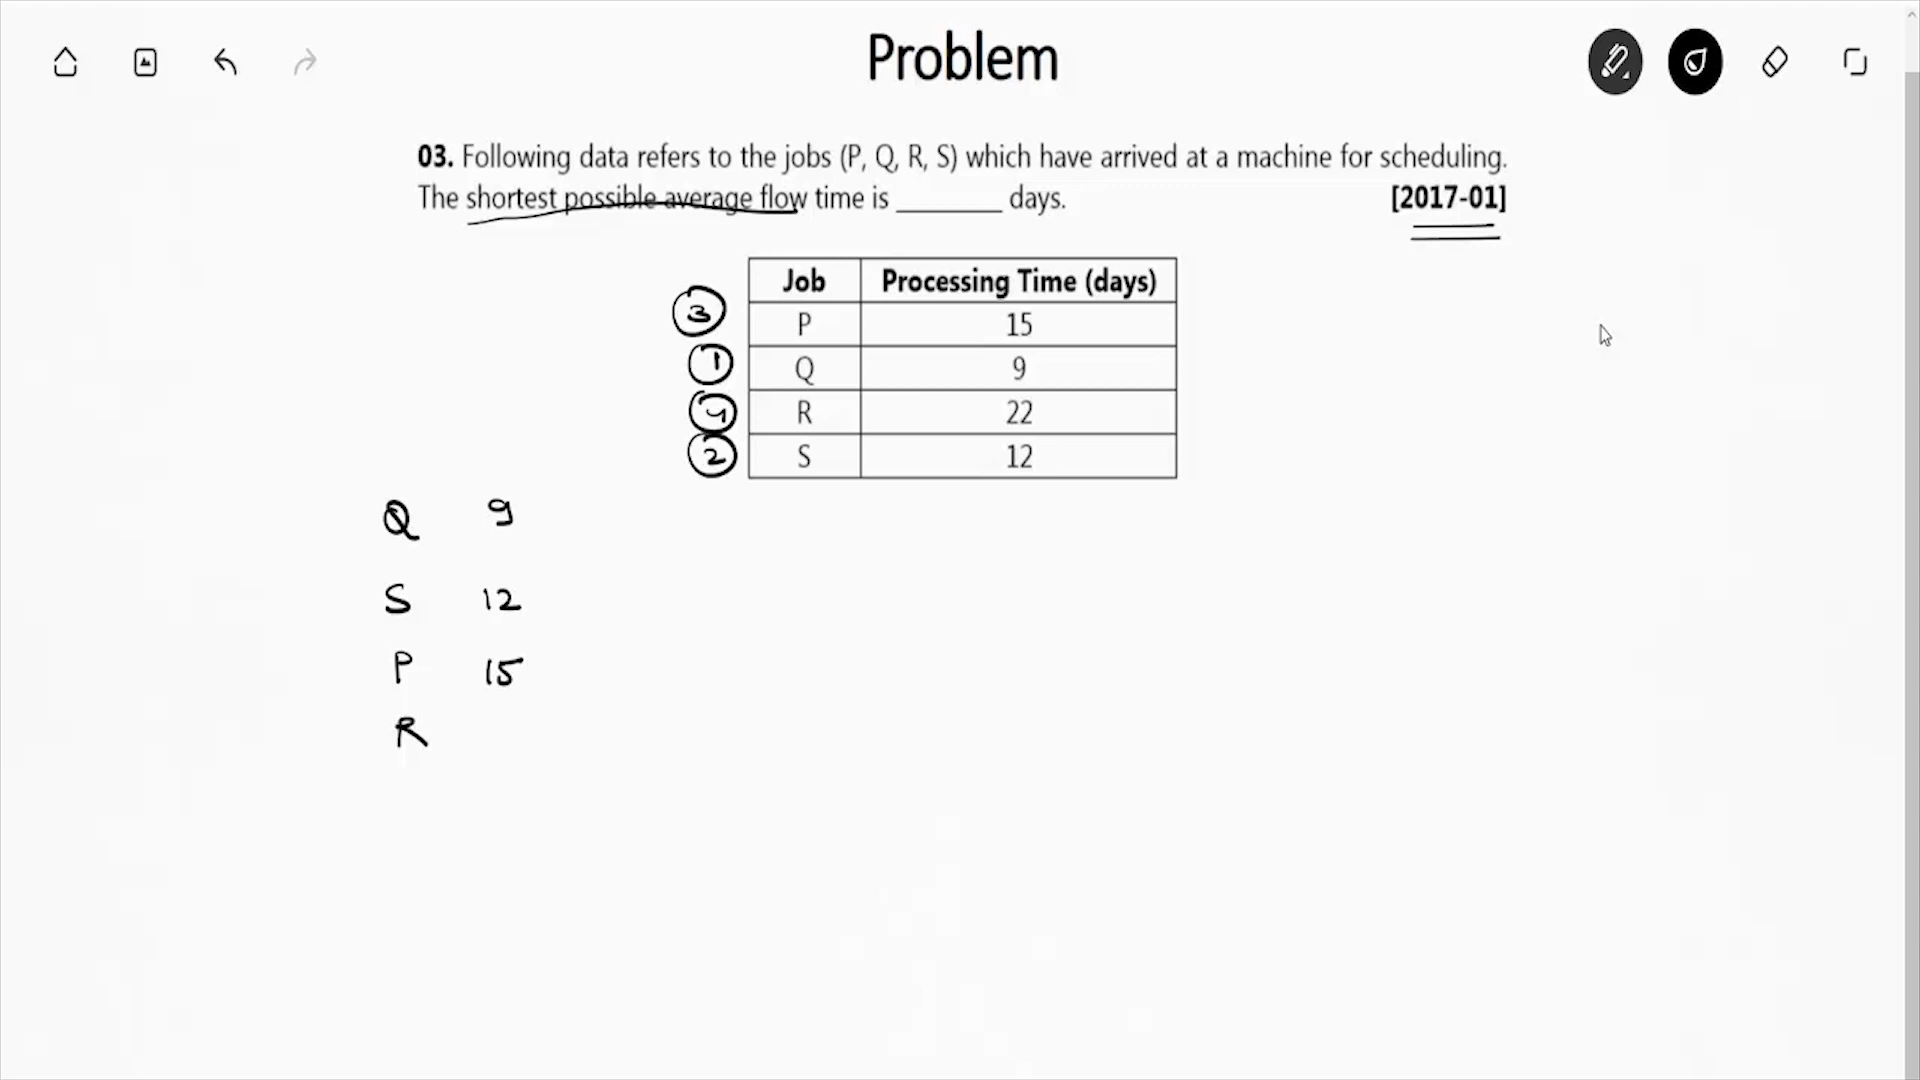 Problem
03. Following data refers to the jobs (P, Q, R, S) which have arrived at a machine for scheduling.
The shortest possible average flow time is ________ days. [2017-01]
Job Processing Time (days)
3 P 15
1 Q 9
4 R 22
2 S 12
Q 9
S 12
P 15
R